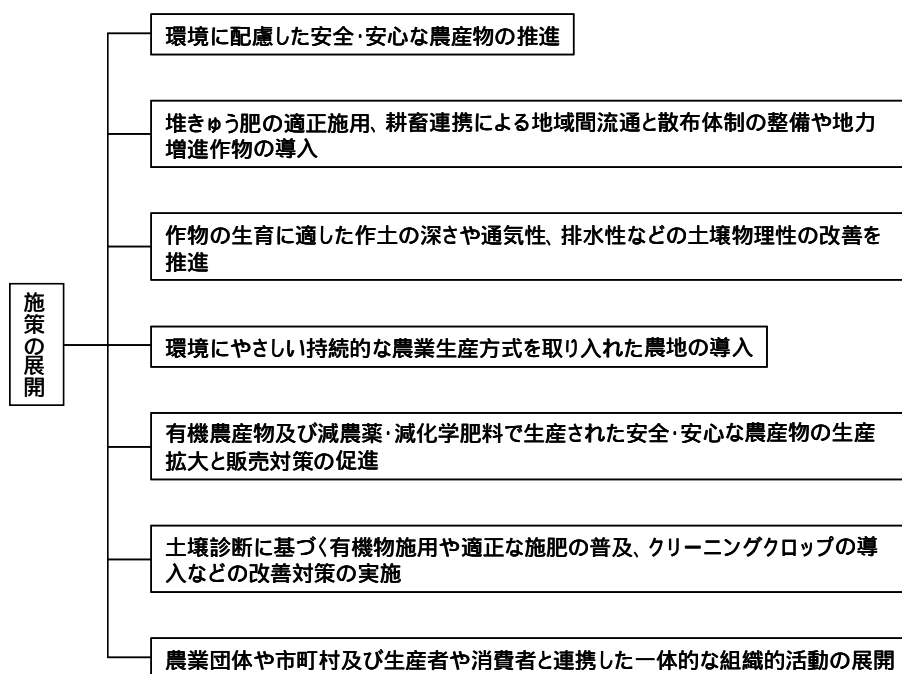 環境に配慮した安全・安心な農産物の推進
堆きゅう肥の適正施用、耕畜連携による地域間流通と散布体制の整備や地力
増進作物の導入
作物の生育に適した作土の深さや通気性、排水性などの土壌物理性の改善を
推進
施策の展開
環境にやさしい持続的な農業生産方式を取り入れた農地の導入
有機農産物及び減農薬・減化学肥料で生産された安全・安心な農産物の生産
拡大と販売対策の促進
土壌診断に基づく有機物施用や適正な施肥の普及、クリーニングクロップの導
入などの改善対策の実施
農業団体や市町村及び生産者や消費者と連携した一体的な組織的活動の展開